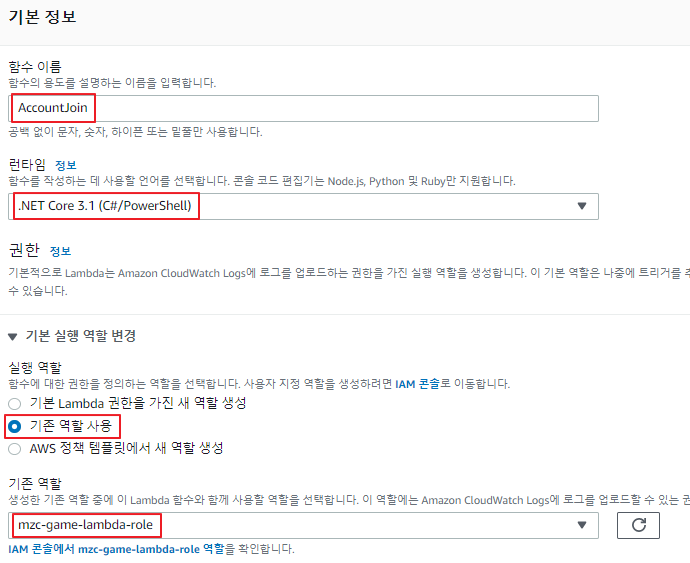 기본 정보
함수 이름
함수의 용도를 설명하는 이름을 입력합니다.
AccountJoin
공백 없이 문자, 숫자, 하이픈 또는 밑줄만 사용합니다.
런타임 정보
함수를 작성하는 데 사용할 언어를 선택합니다. 콘솔 코드 편집기는 Node.js, Python 및 Ruby만 지원합니다.
.NET Core 3.1 (C#/PowerShell)
권한 정보
기본적으로 Lambda는 Amazon CloudWatch Logs에 로그를 업로드하는 권한을 가진 실행 역할을 생성합니다. 이 기본 역할은 나중에 트리거를
수 있습니다.
기본 실행 역할 변경
실행 역할
함수에 대한 권한을 정의하는 역할을 선택합니다. 사용자 지정 역할을 생성하려면 IAM 콘솔로 이동합니다.
기본 Lambda 권한을 가진 새 역할 생성
기존 역할 사용
AWS 정책 템플릿에서 새 역할 생성
기존 역할
생성한 기존 역할 중에 이 Lambda 함수와 함께 사용할 역할을 선택합니다. 이 역할에는 Amazon CloudWatch Logs에 로그를 업로드할 수 있는
mzc-game-lambda-role
IAM 콘솔에서 mzc-game-lambda-role 역할을 확인합니다.